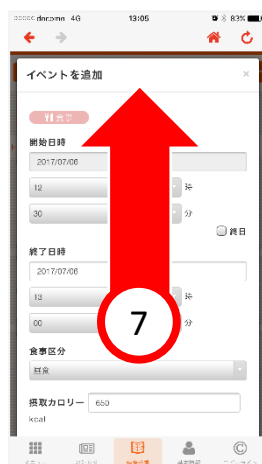 docomo 4G 13:05 83%
イベントを追加 ×
食事
開始日時
2017/07/06
12 時
30 分
終日
終了日時
2017/07/06
13 時
00 分
7
食事区分
昼食
摂取カロリー 650
kcal